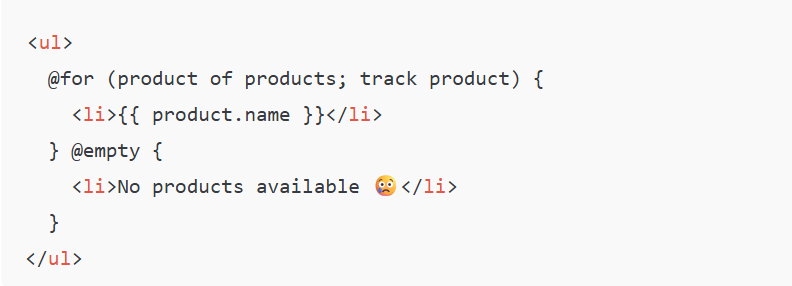 <ul>
  @for (product of products; track product) {
    <li>{{ product.name }}</li>
  } @empty {
    <li>No products available 😢</li>
  }
</ul>